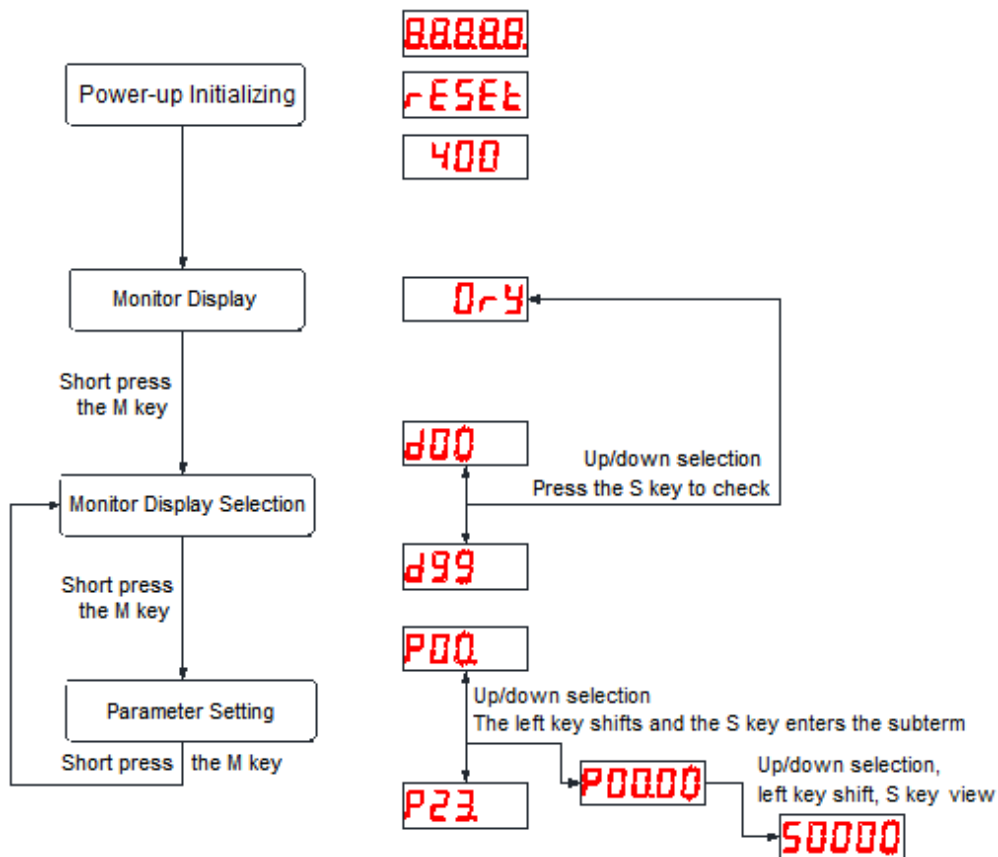 8.8.8.8.8.
Power-up Initializing
rESEt
400
Monitor Display
0ry
Short press
the M key
d00
Up/down selection
Press the S key to check
Monitor Display Selection
d99
Short press
the M key
P00.
Up/down selection
The left key shifts and the S key enters the subterm
Parameter Setting
Short press the M key
P00.00
Up/down selection,
left key shift, S key view
P23.
S0000